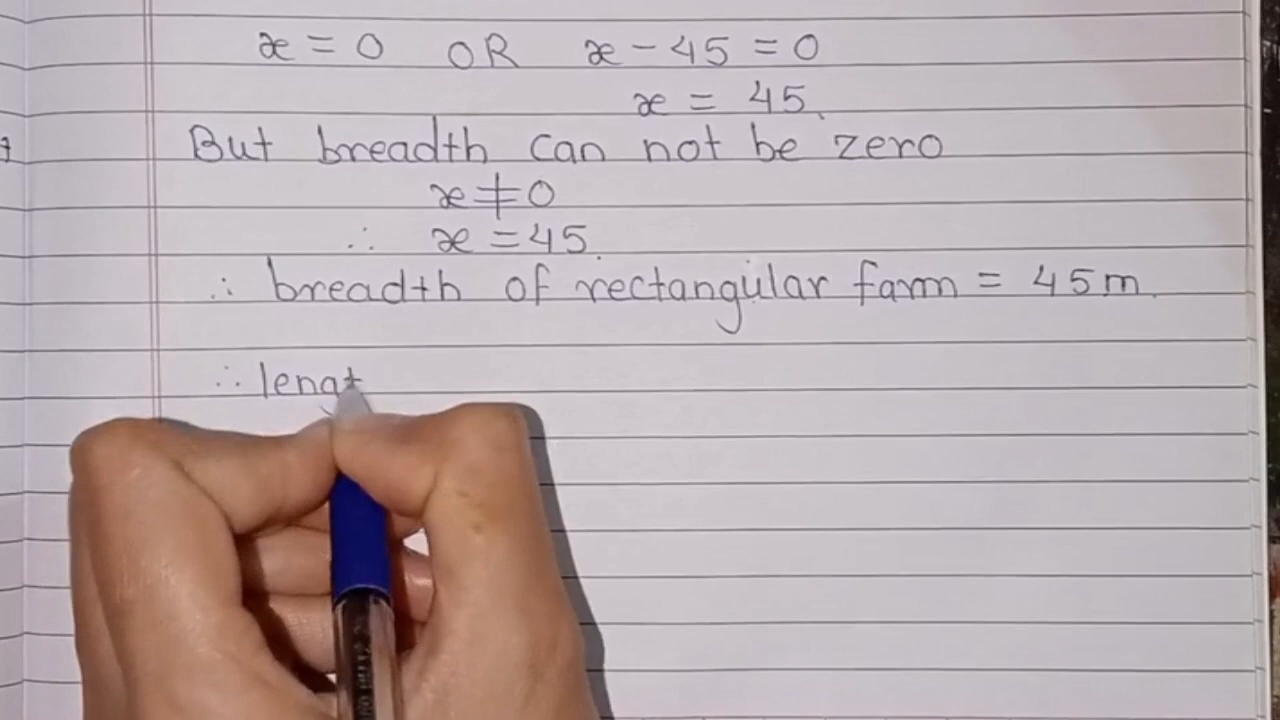 x = 0 OR x - 45 = 0
x = 45
But breadth can not be zero
x ≠ 0
∴ x = 45.
∴ breadth of rectangular farm = 45 m.
∴ lengt